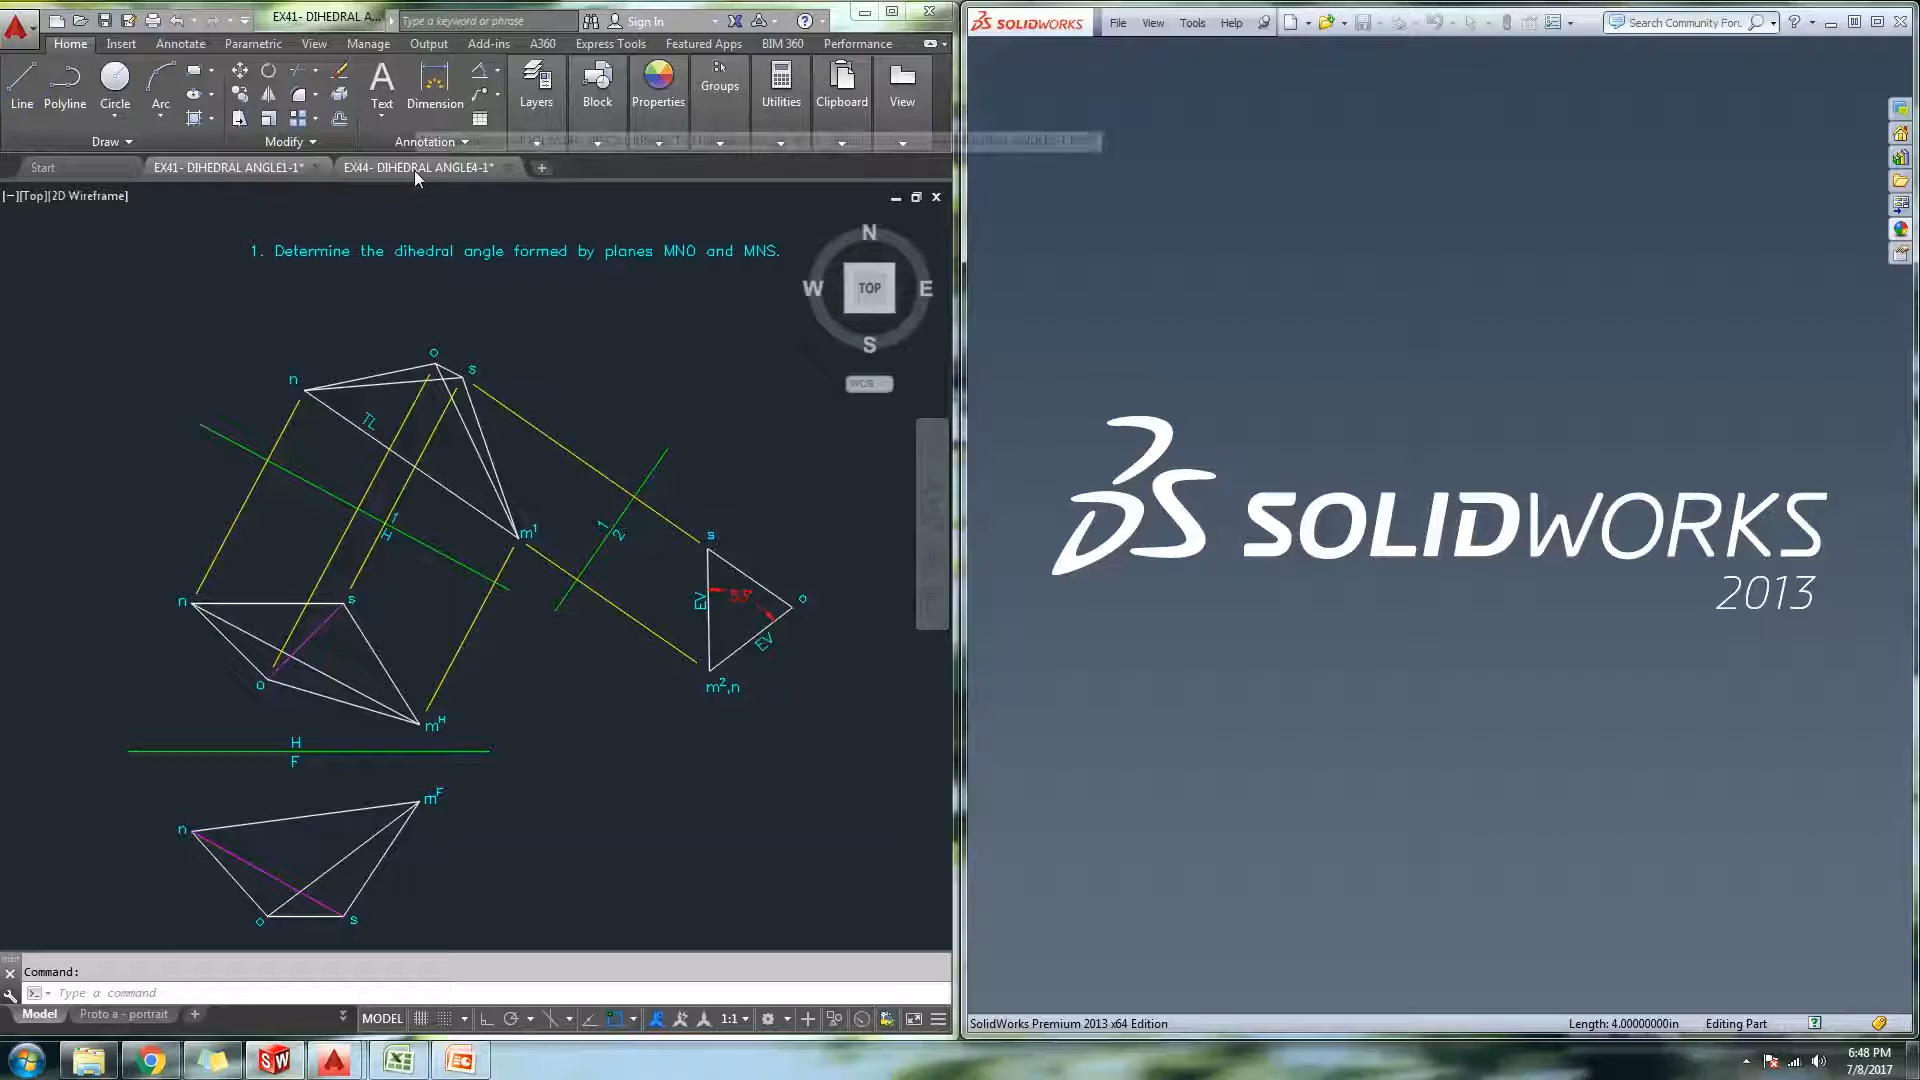 EX41- DIHEDRAL A...
Type a keyword or phrase
Sign In
Home Insert Annotate Parametric View Manage Output Add-ins A360 Express Tools Featured Apps BIM 360 Performance
Line Polyline Circle Arc Text Dimension Layers Block Properties Groups Utilities Clipboard View
Draw Modify Annotation
Start EX41- DIHEDRAL ANGLE1-1* EX44- DIHEDRAL ANGLE4-1*
[−][Top][2D Wireframe]
1. Determine the dihedral angle formed by planes MNO and MNS.
N
W TOP E
S
WCS
o
s
n
TL
m1
1
H
1
2
s
EV
53°
o
EV
m2,n
n
s
o
mH
H
F
mF
n
o
s
Command:
Type a command
Model Proto a - portrait
MODEL 1:1
SOLIDWORKS File View Tools Help Search Community Foru
SOLIDWORKS
2013
SolidWorks Premium 2013 x64 Edition Length: 4.00000000in Editing Part
6:48 PM
7/8/2017